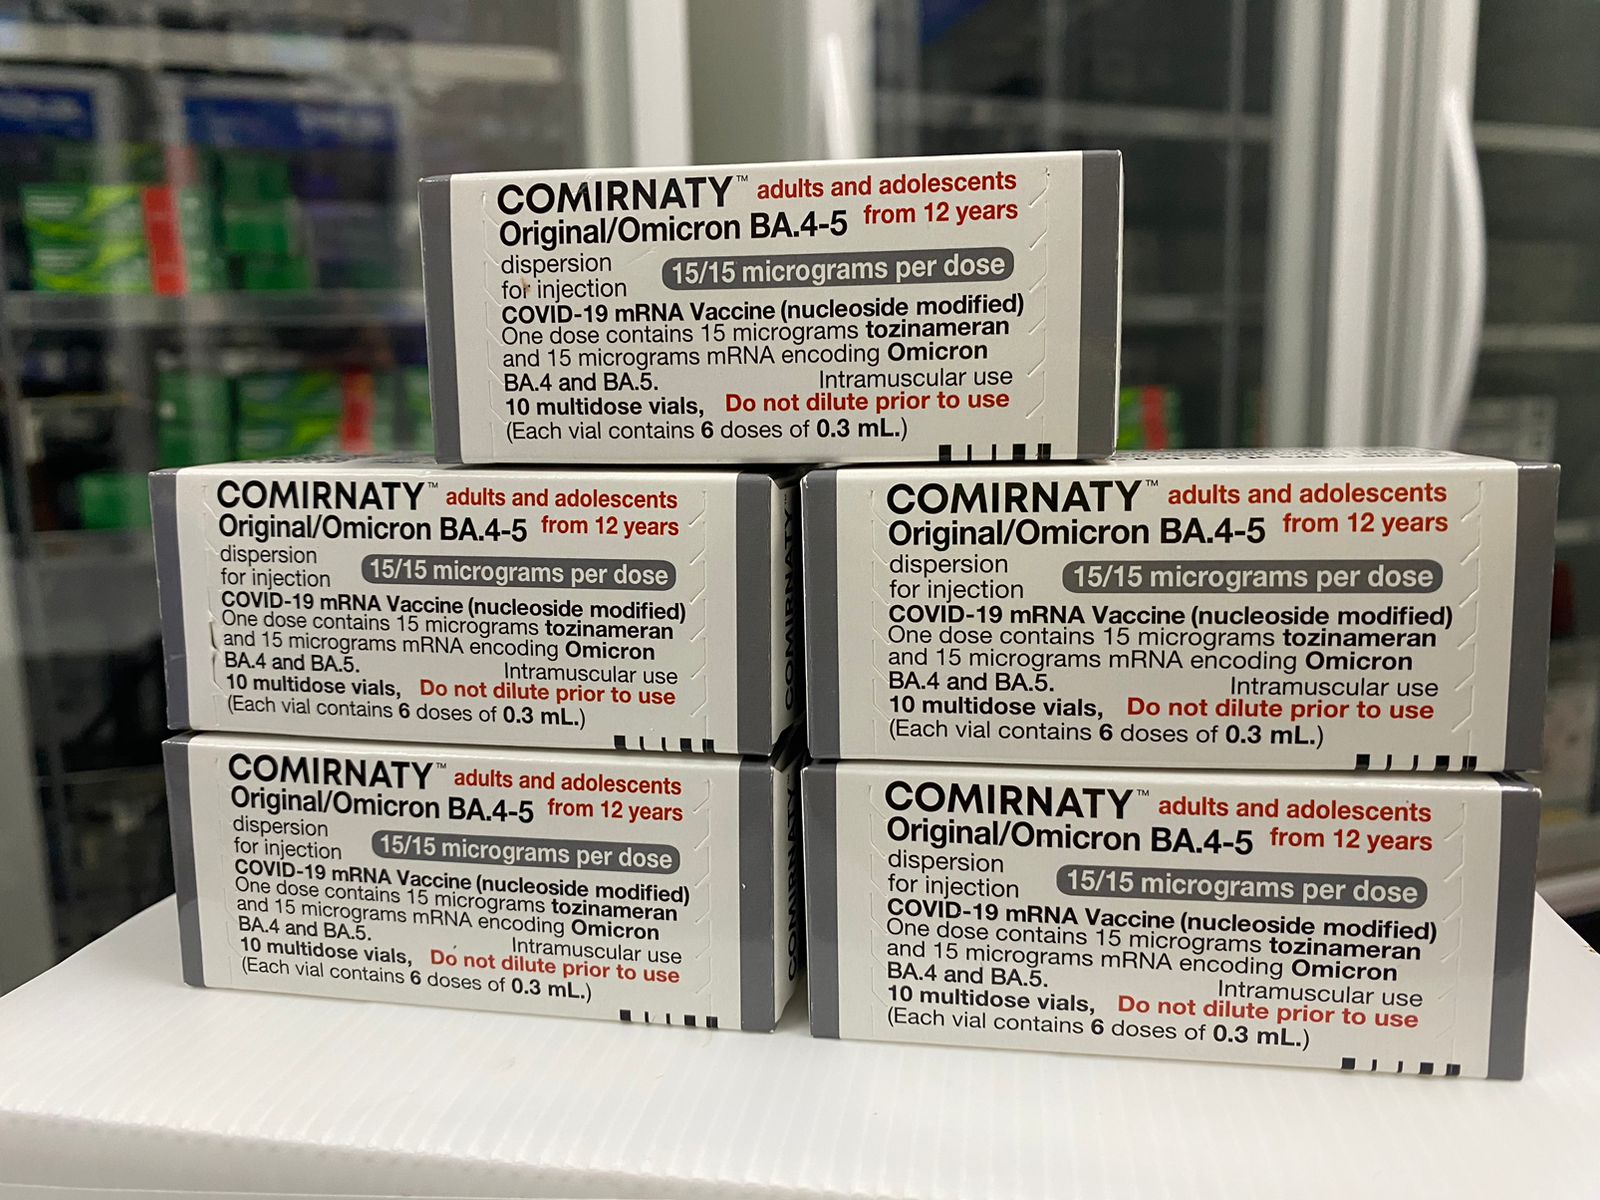 COMIRNATY™ adults and adolescents
Original/Omicron BA.4-5 from 12 years
dispersion
for injection 15/15 micrograms per dose
COVID-19 mRNA Vaccine (nucleoside modified)
One dose contains 15 micrograms tozinameran
and 15 micrograms mRNA encoding Omicron
BA.4 and BA.5. Intramuscular use
10 multidose vials, Do not dilute prior to use
(Each vial contains 6 doses of 0.3 mL.)
COMIRNATY™ adults and adolescents
Original/Omicron BA.4-5 from 12 years
dispersion
for injection 15/15 micrograms per dose
COVID-19 mRNA Vaccine (nucleoside modified)
One dose contains 15 micrograms tozinameran
and 15 micrograms mRNA encoding Omicron
BA.4 and BA.5. Intramuscular use
10 multidose vials, Do not dilute prior to use
(Each vial contains 6 doses of 0.3 mL.)
COMIRNATY™
COMIRNATY™ adults and adolescents
Original/Omicron BA.4-5 from 12 years
dispersion
for injection 15/15 micrograms per dose
COVID-19 mRNA Vaccine (nucleoside modified)
One dose contains 15 micrograms tozinameran
and 15 micrograms mRNA encoding Omicron
BA.4 and BA.5. Intramuscular use
10 multidose vials, Do not dilute prior to use
(Each vial contains 6 doses of 0.3 mL.)
COMIRNATY™ adults and adolescents
Original/Omicron BA.4-5 from 12 years
dispersion
for injection 15/15 micrograms per dose
COVID-19 mRNA Vaccine (nucleoside modified)
One dose contains 15 micrograms tozinameran
and 15 micrograms mRNA encoding Omicron
BA.4 and BA.5. Intramuscular use
10 multidose vials, Do not dilute prior to use
(Each vial contains 6 doses of 0.3 mL.)
COMIRNATY™
COMIRNATY™ adults and adolescents
Original/Omicron BA.4-5 from 12 years
dispersion
for injection 15/15 micrograms per dose
COVID-19 mRNA Vaccine (nucleoside modified)
One dose contains 15 micrograms tozinameran
and 15 micrograms mRNA encoding Omicron
BA.4 and BA.5. Intramuscular use
10 multidose vials, Do not dilute prior to use
(Each vial contains 6 doses of 0.3 mL.)